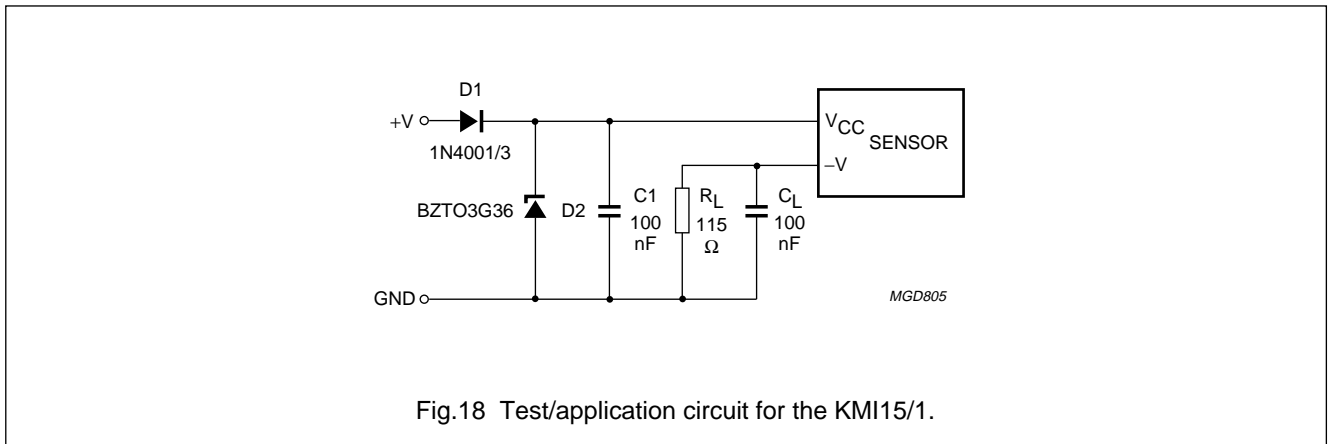 D1
+V
1N4001/3
VCC
SENSOR
−V
BZTO3G36
D2
C1
100
nF
RL
115
Ω
CL
100
nF
GND
MGD805
Fig.18 Test/application circuit for the KMI15/1.